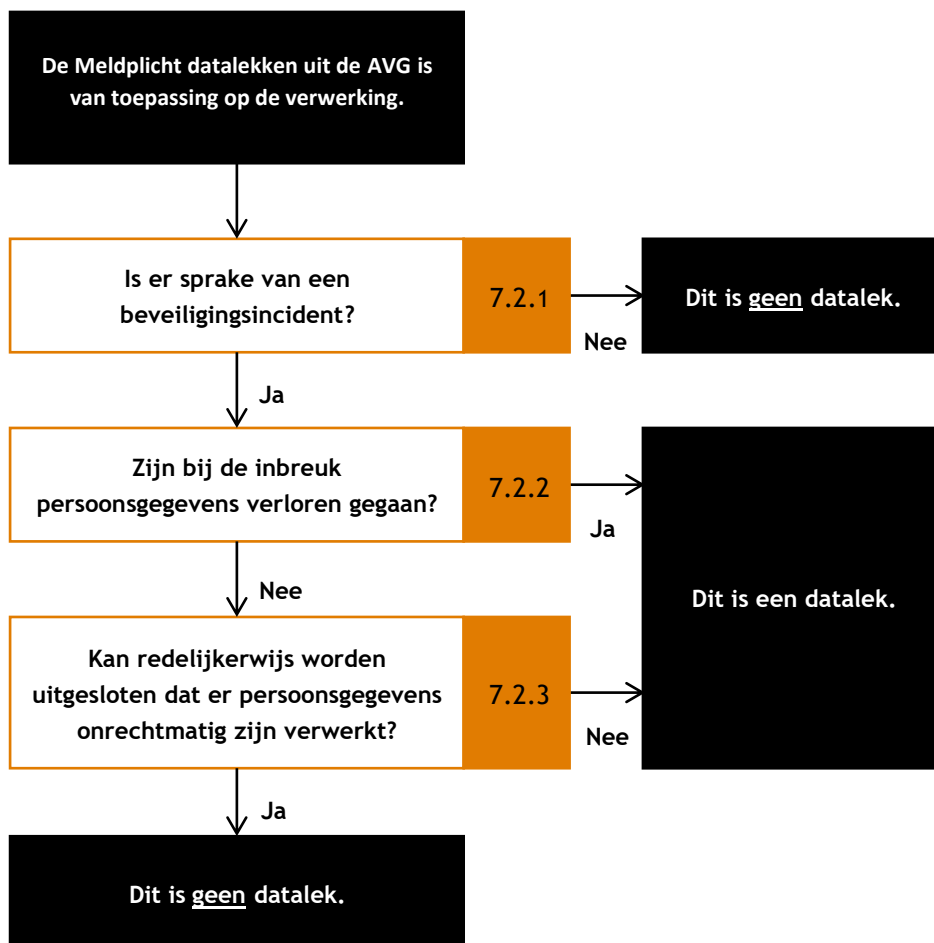 De Meldplicht datalekken uit de AVG is
van toepassing op de verwerking.
Is er sprake van een
beveiligingsincident?
7.2.1
Nee
Dit is geen datalek.
Ja
Zijn bij de inbreuk
persoonsgegevens verloren gegaan?
7.2.2
Ja
Dit is een datalek.
Nee
Kan redelijkerwijs worden
uitgesloten dat er persoonsgegevens
onrechtmatig zijn verwerkt?
7.2.3
Nee
Ja
Dit is geen datalek.